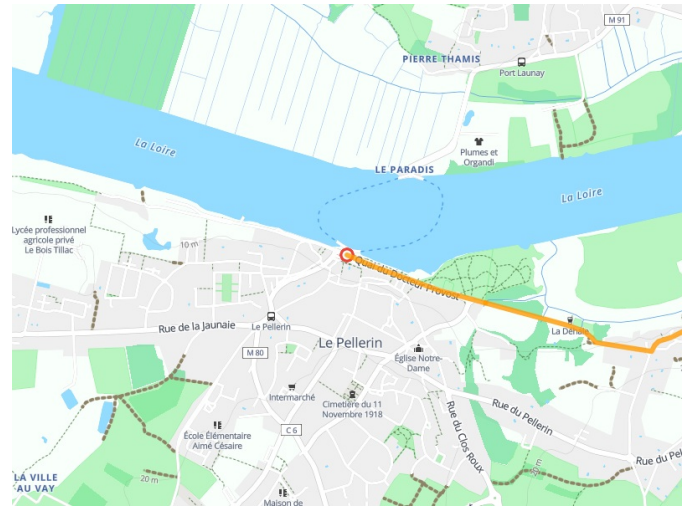 M 91
PIERRE THAMIS
Port Launay
La Loire
Plumes et
Organdi
LE PARADIS
La Loire
Lycée professionnel
agricole privé
Le Bois Tillac
10 m
Quai du Docteur Provost
Rue de la Jaunaie
Le Pellerin
La Dénais
Le Pellerin
M 80
Église Notre-
Dame
Intermarché
Cimetière du 11
Novembre 1918
Rue du Pellerin
C 6
École Élémentaire
Aimé Césaire
Rue du Clos Roux
Rue du Pel
LA VILLE
AU VAY
20 m
Maison de